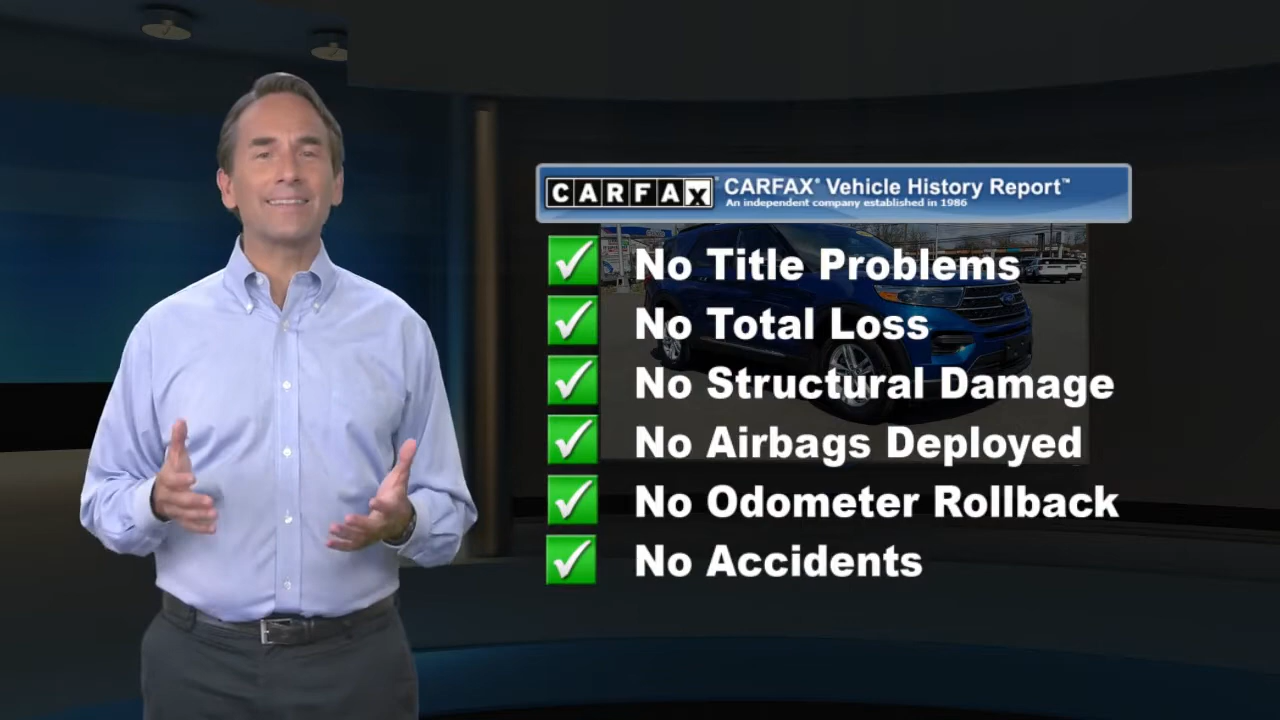 CARFAX® CARFAX® Vehicle History Report™
An independent company established in 1986
No Title Problems
No Total Loss
No Structural Damage
No Airbags Deployed
No Odometer Rollback
No Accidents